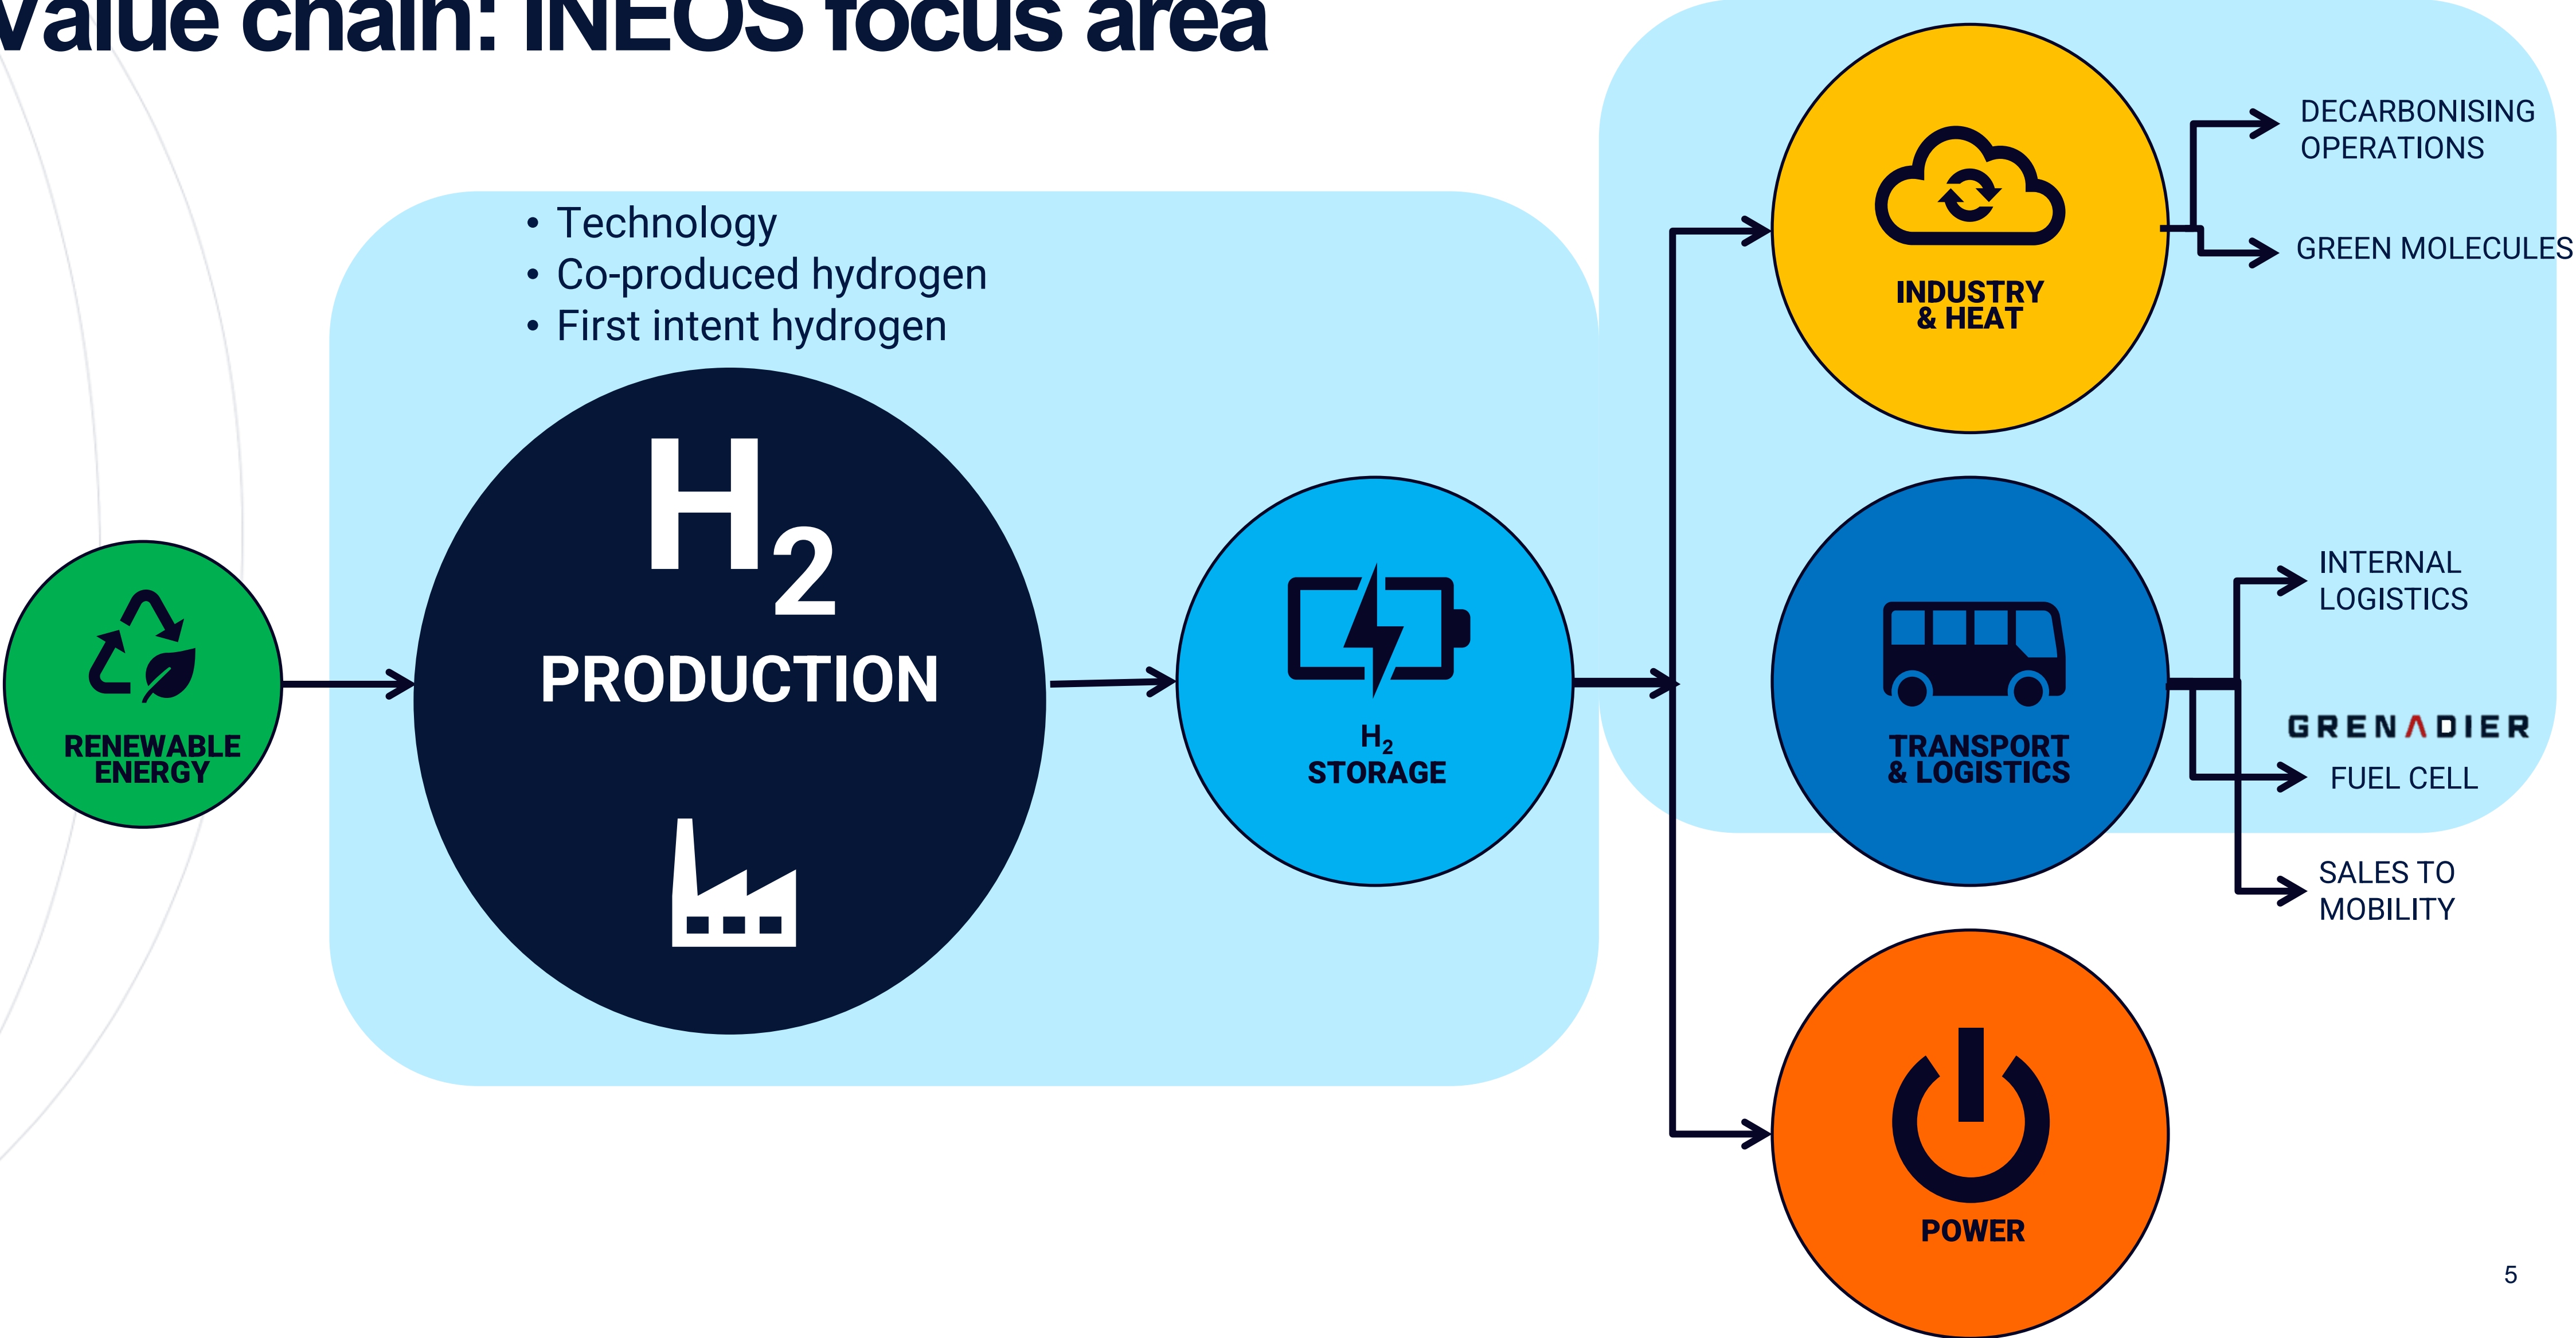 Value chain: INEOS focus area
• Technology
• Co-produced hydrogen
• First intent hydrogen
RENEWABLE
ENERGY
H₂
PRODUCTION
H₂
STORAGE
INDUSTRY
& HEAT
DECARBONISING
OPERATIONS
GREEN MOLECULES
TRANSPORT
& LOGISTICS
INTERNAL
LOGISTICS
GRENADIER
FUEL CELL
SALES TO
MOBILITY
POWER
5